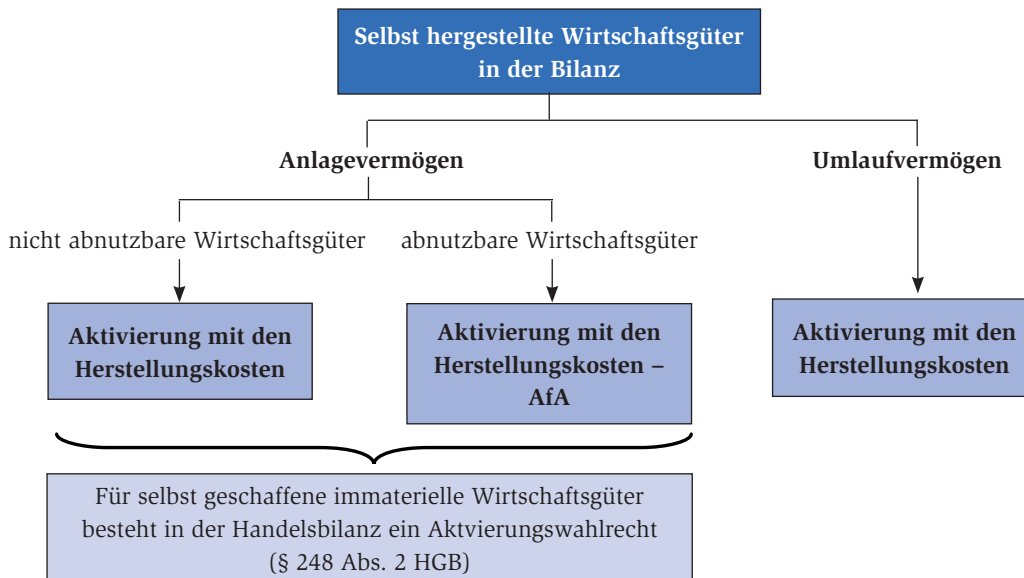 Selbst hergestellte Wirtschaftsgüter
in der Bilanz
Anlagevermögen
Umlaufvermögen
nicht abnutzbare Wirtschaftsgüter
abnutzbare Wirtschaftsgüter
Aktivierung mit den
Herstellungskosten
Aktivierung mit den
Herstellungskosten –
AfA
Aktivierung mit den
Herstellungskosten
Für selbst geschaffene immaterielle Wirtschaftsgüter
besteht in der Handelsbilanz ein Aktvierungswahlrecht
(§ 248 Abs. 2 HGB)